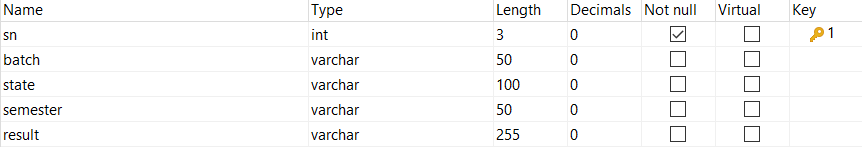 Name Type Length Decimals Not null Virtual Key
sn int 3 0 1
batch varchar 50 0
state varchar 100 0
semester varchar 50 0
result varchar 255 0